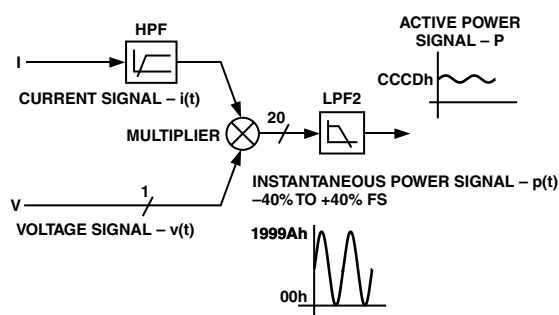 HPF
I
CURRENT SIGNAL – i(t)
MULTIPLIER
20
LPF2
ACTIVE POWER
SIGNAL – P
CCCDh
V
1
VOLTAGE SIGNAL – v(t)
INSTANTANEOUS POWER SIGNAL – p(t)
–40% TO +40% FS
1999Ah
00h